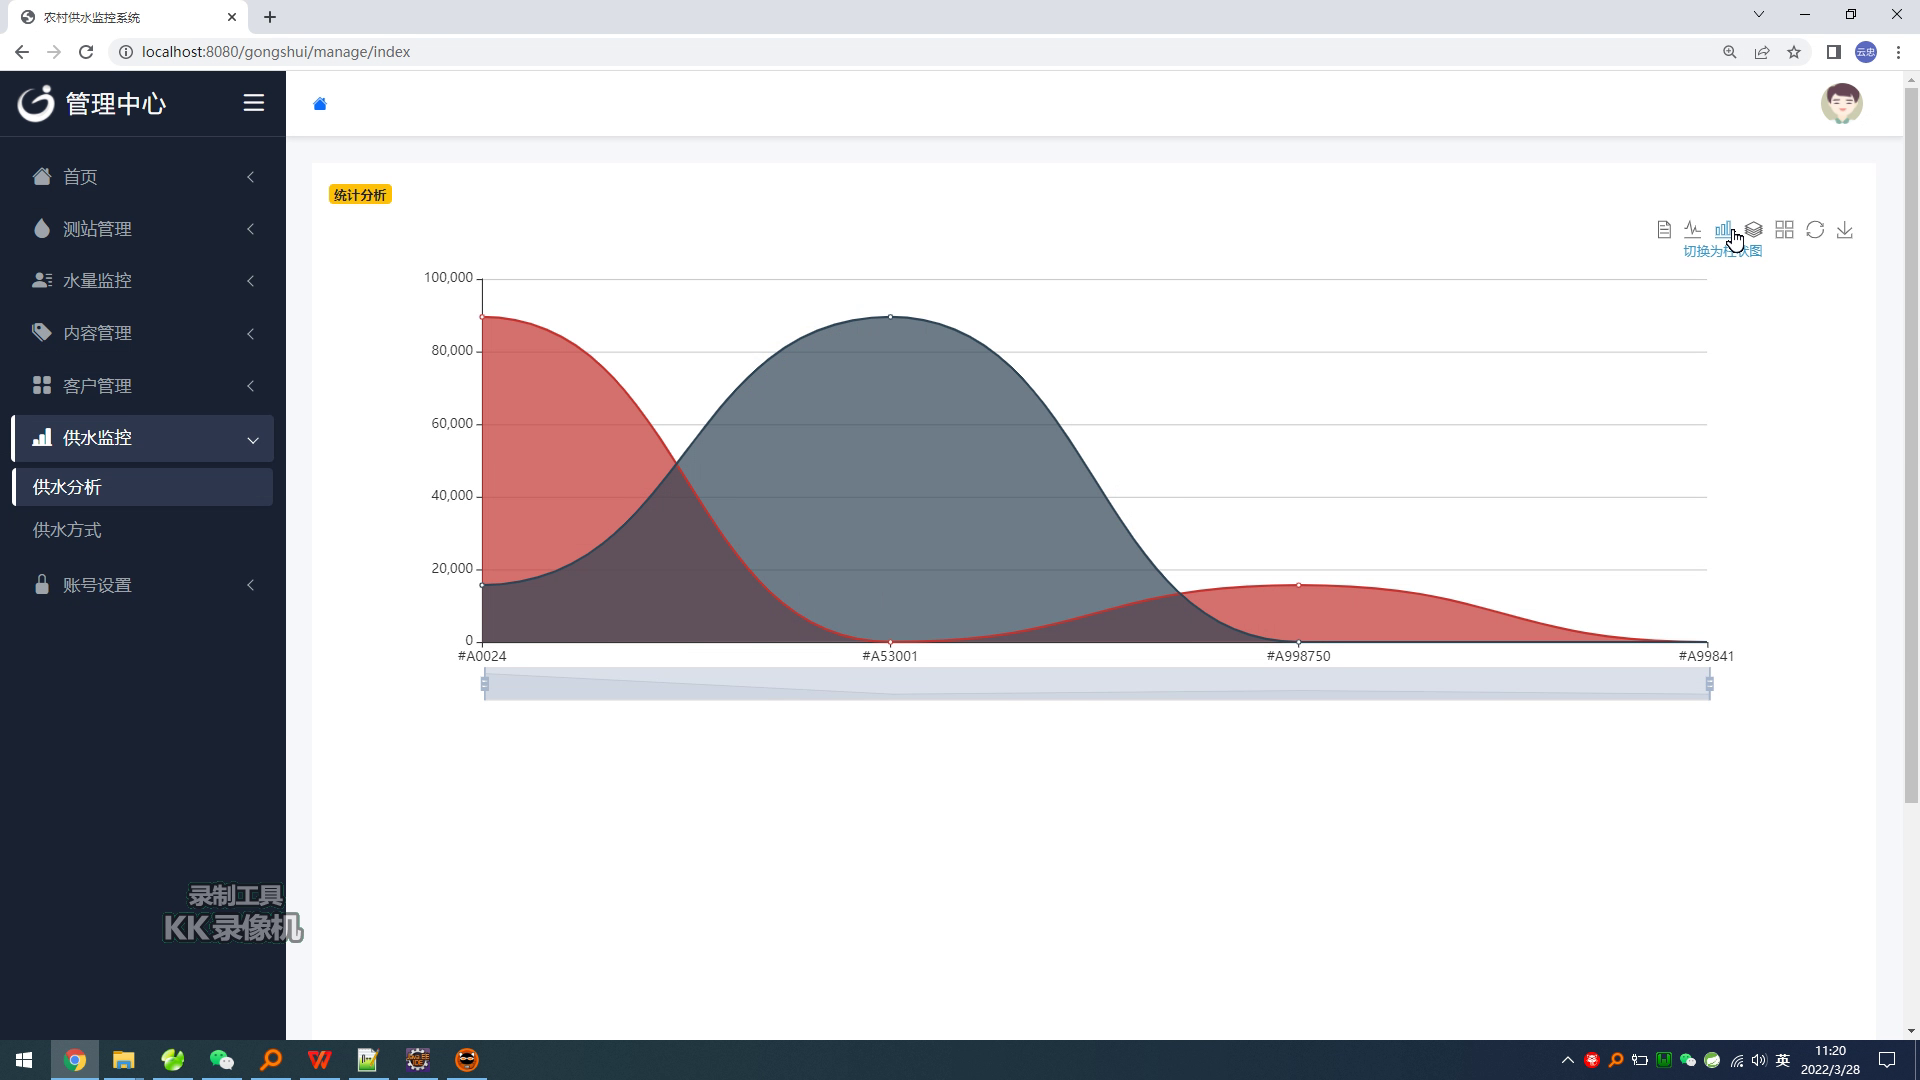 农村供水监控系统
localhost:8080/gongshui/manage/index
云忠
管理中心
首页
测站管理
水量监控
内容管理
客户管理
供水监控
供水分析
供水方式
账号设置
统计分析
切换为柱状图
100,000
80,000
60,000
40,000
20,000
0
#A0024
#A53001
#A998750
#A99841
录制工具
KK录像机
英
11:20
2022/3/28